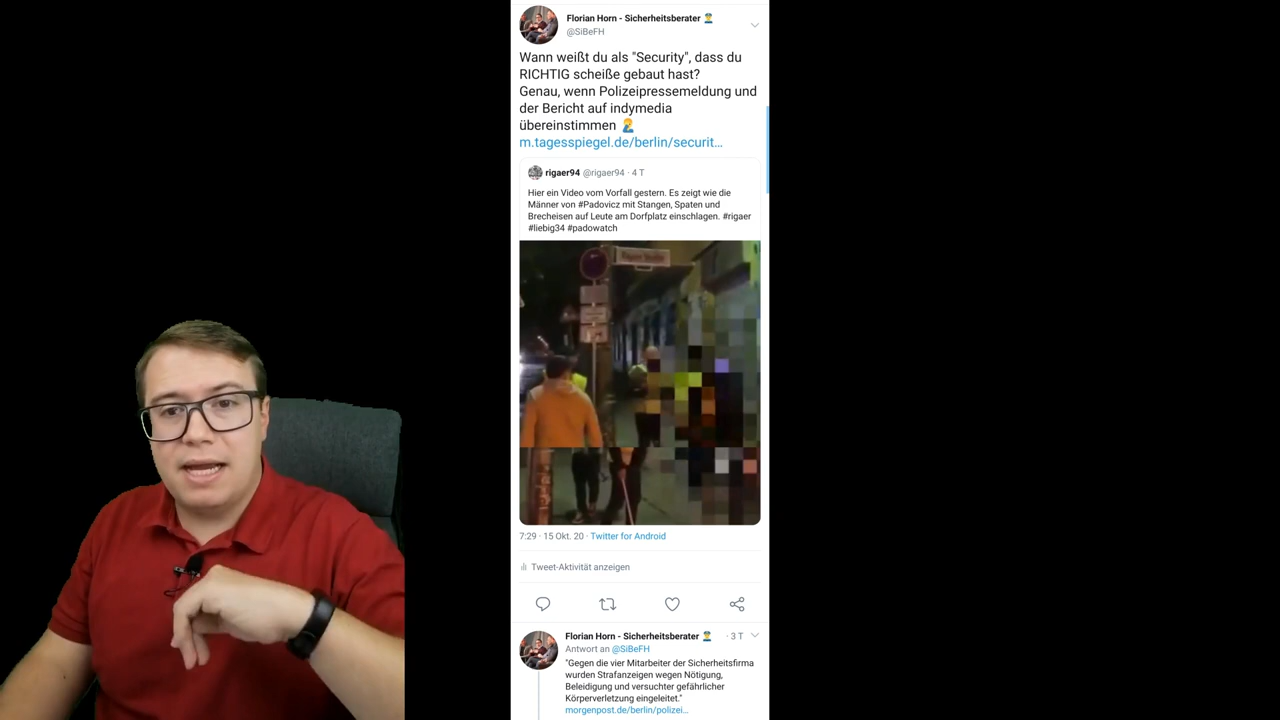 Florian Horn - Sicherheitsberater 👮‍♂️
@SiBeFH
Wann weißt du als "Security", dass du
RICHTIG scheiße gebaut hast?
Genau, wenn Polizeipressemeldung und
der Bericht auf indymedia
übereinstimmen 🤦‍♂️
m.tagesspiegel.de/berlin/securit…
rigaer94 @rigaer94 · 4 T
Hier ein Video vom Vorfall gestern. Es zeigt wie die
Männer von #Padovicz mit Stangen, Spaten und
Brecheisen auf Leute am Dorfplatz einschlagen. #rigaer
#liebig34 #padowatch
7:29 · 15 Okt. 20 · Twitter for Android
Tweet-Aktivität anzeigen
Florian Horn - Sicherheitsberater 👮‍♂️ · 3 T
Antwort an @SiBeFH
"Gegen die vier Mitarbeiter der Sicherheitsfirma
wurden Strafanzeigen wegen Nötigung,
Beleidigung und versuchter gefährlicher
Körperverletzung eingeleitet."
morgenpost.de/berlin/polizei…